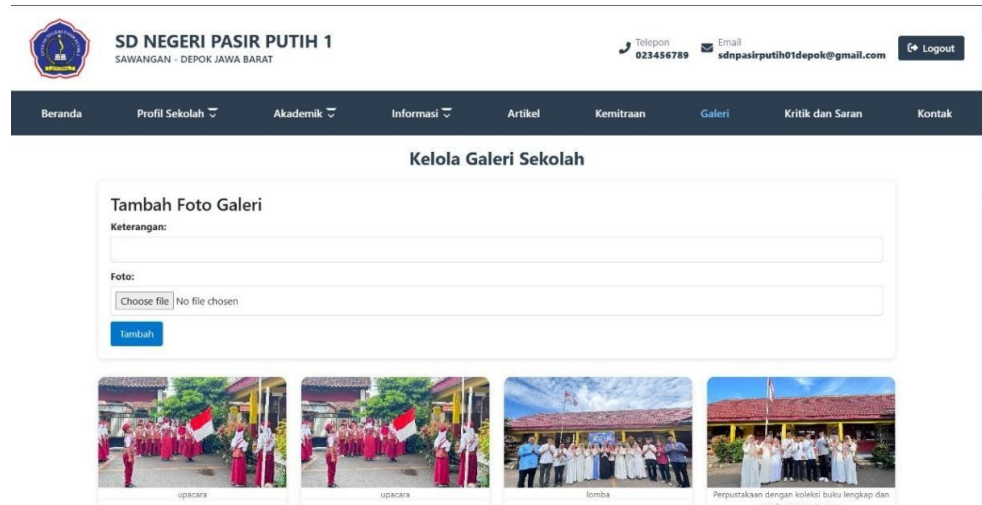 SD NEGERI PASIR PUTIH 1
SAWANGAN - DEPOK JAWA BARAT
Telepon
023456789
Email
sdnpasirputih01depok@gmail.com
Logout
Beranda Profil Sekolah Akademik Informasi Artikel Kemitraan Galeri Kritik dan Saran Kontak
Kelola Galeri Sekolah
Tambah Foto Galeri
Keterangan:
Foto:
Choose file No file chosen
Tambah
upacara
upacara
lomba
Perpustakaan dengan koleksi buku lengkap dan